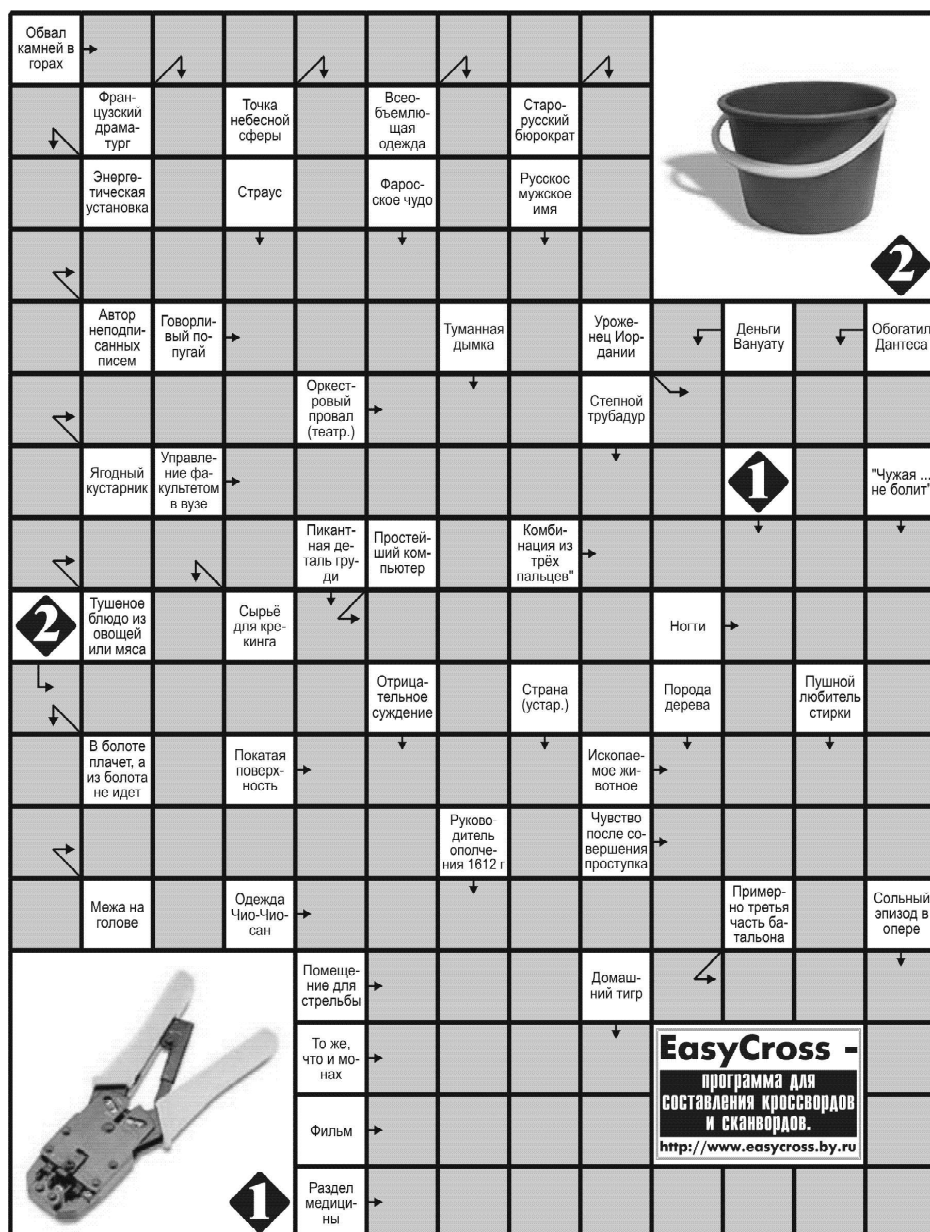 Обвал
камней в
горах
Фран-
цузский
драма-
тург
Точка
небесной
сферы
Всео-
бъемлю-
щая
одежда
Старо-
русский
бюрократ
Энерге-
тическая
установка
Страус
Фарос-
ское чудо
Русское
мужское
имя
2
Автор
неподпи-
санных
писем
Говорли-
вый по-
пугай
Туманная
дымка
Уроже-
нец Иор-
дании
Деньги
Вануату
Обогатил
Дантеса
Оркест-
ровый
провал
(театр.)
Степной
трубадур
Ягодный
кустарник
Управле-
ние фа-
культетом
в вузе
1
"Чужая ...
не болит"
Пикант-
ная де-
таль гру-
ди
Простей-
ший ком-
пьютер
Комби-
нация из
трёх
пальцев"
2
Тушеное
блюдо из
овощей
или мяса
Сырьё
для кре-
кинга
Ногти
Отрица-
тельное
суждение
Страна
(устар.)
Порода
дерева
Пушной
любитель
стирки
В болоте
плачет, а
из болота
не идет
Покатая
поверх-
ность
Ископае-
мое жи-
вотное
Руково-
дитель
ополче-
ния 1612 г
Чувство
после со-
вершения
проступка
Межа на
голове
Одежда
Чио-Чио-
сан
Пример-
но третья
часть ба-
тальона
Сольный
эпизод в
опере
Помеще-
ние для
стрельбы
Домаш-
ний тигр
То же,
что и мо-
нах
EasyCross -
программа для
составления кроссвордов
и сканвордов.
http://www.easycross.by.ru
Фильм
1
Раздел
медици-
ны